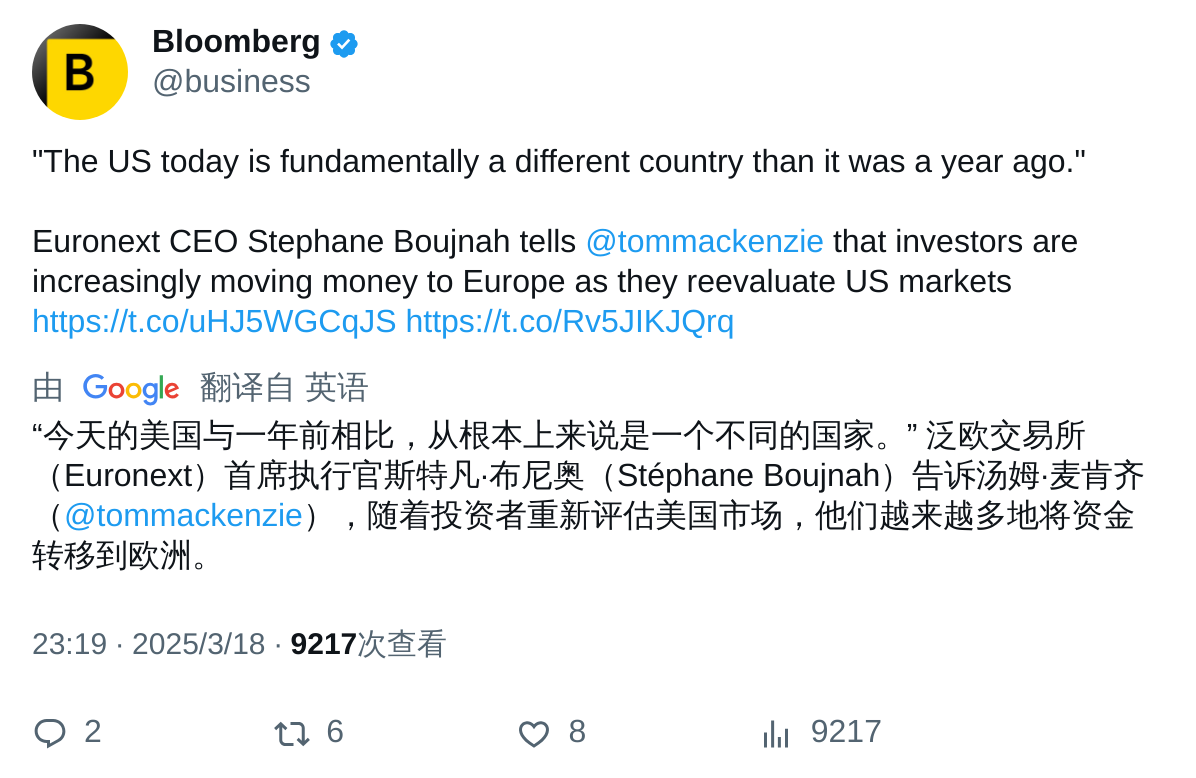 B
Bloomberg
@business
"The US today is fundamentally a different country than it was a year ago."
Euronext CEO Stephane Boujnah tells @tommackenzie that investors are
increasingly moving money to Europe as they reevaluate US markets
https://t.co/uHJ5WGCqJS https://t.co/Rv5JIKJQrq
由 Google 翻译自 英语
“今天的美国与一年前相比，从根本上来说是一个不同的国家。” 泛欧交易所
（Euronext）首席执行官斯特凡·布尼奥（Stéphane Boujnah）告诉汤姆·麦肯齐
（@tommackenzie），随着投资者重新评估美国市场，他们越来越多地将资金
转移到欧洲。
23:19 · 2025/3/18 · 9217次查看
2 6 8 9217